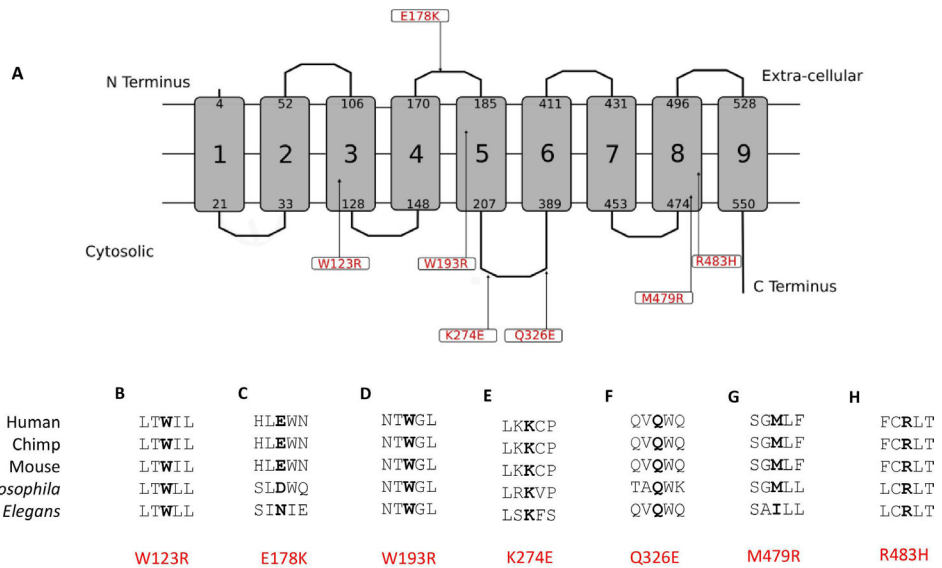 E178K
A
N Terminus
Extra-cellular
4 52 106 170 185 411 431 496 528
1 2 3 4 5 6 7 8 9
21 33 128 148 207 389 453 474 550
Cytosolic
W123R W193R R483H
C Terminus
M479R
K274E Q326E
B C D E F G H
Human LTWILL HLEWN NTWGL LKKCP QVQWQ SGMLF FCRLT
Chimp LTWIL HLEWN NTWGL LKKCP QVQWQ SGMLF FCRLT
Mouse LTWIL HLEWN NTWGL LKKCP QVQWQ SGMLF FCRLT
osophila LTWLL SLDWQ NTWGL LRKVP TAQWK SGMLL LCRLT
Elegans LTWLL SINIE NTWGL LSKFS QVQWQ SAILL LCRLT
W123R E178K W193R K274E Q326E M479R R483H